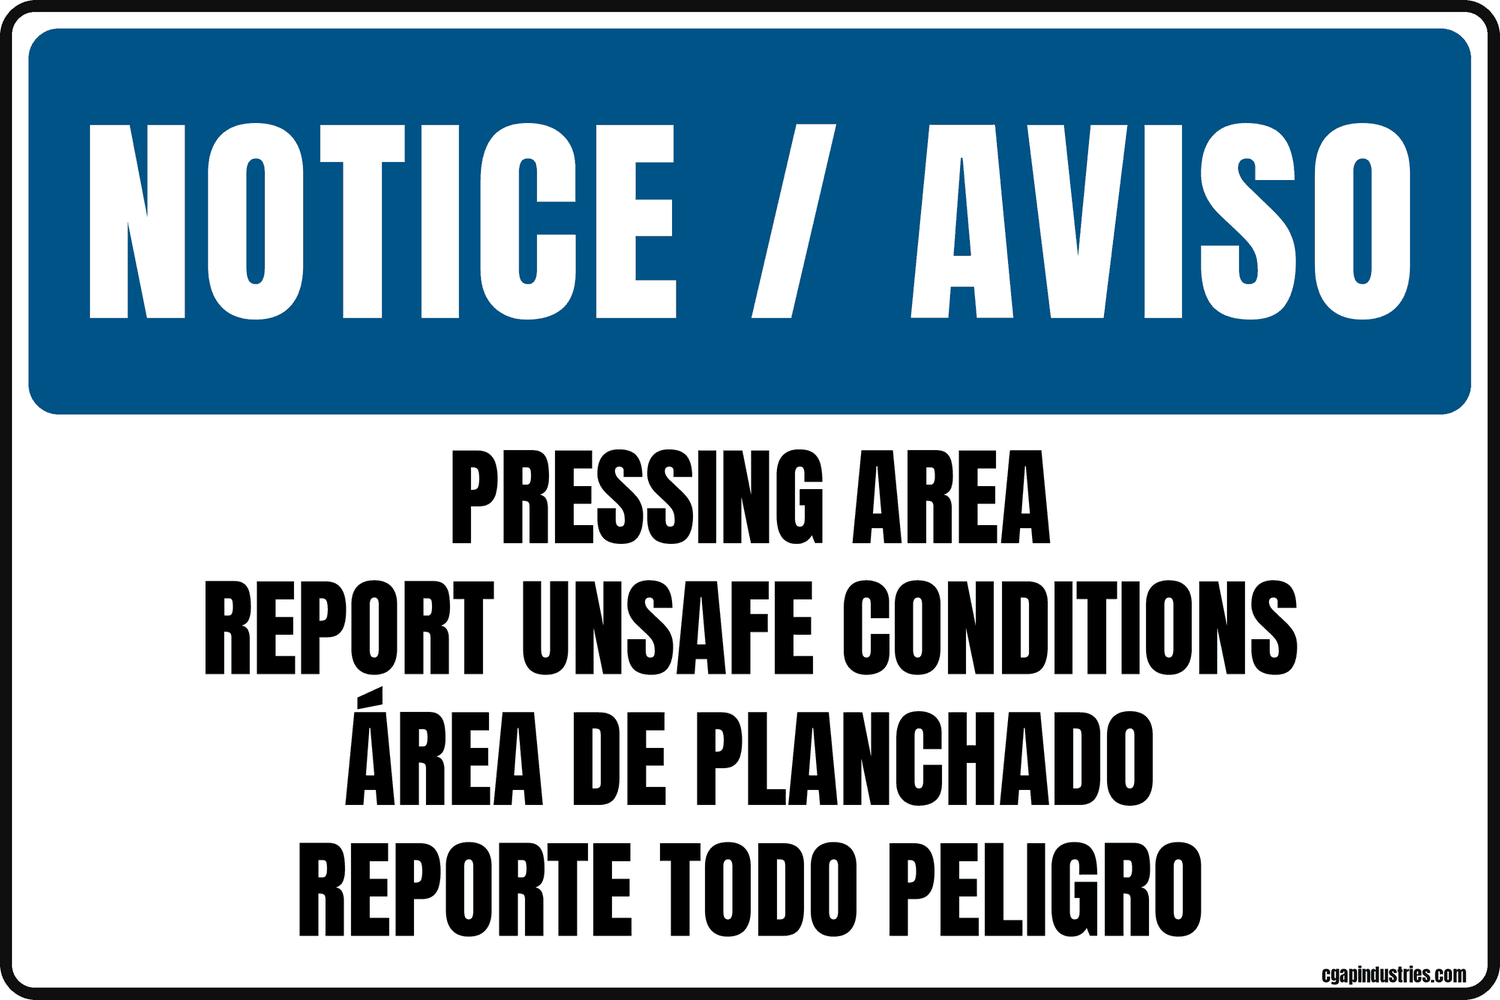 NOTICE / AVISO
PRESSING AREA
REPORT UNSAFE CONDITIONS
ÁREA DE PLANCHADO
REPORTE TODO PELIGRO
cgapindustries.com